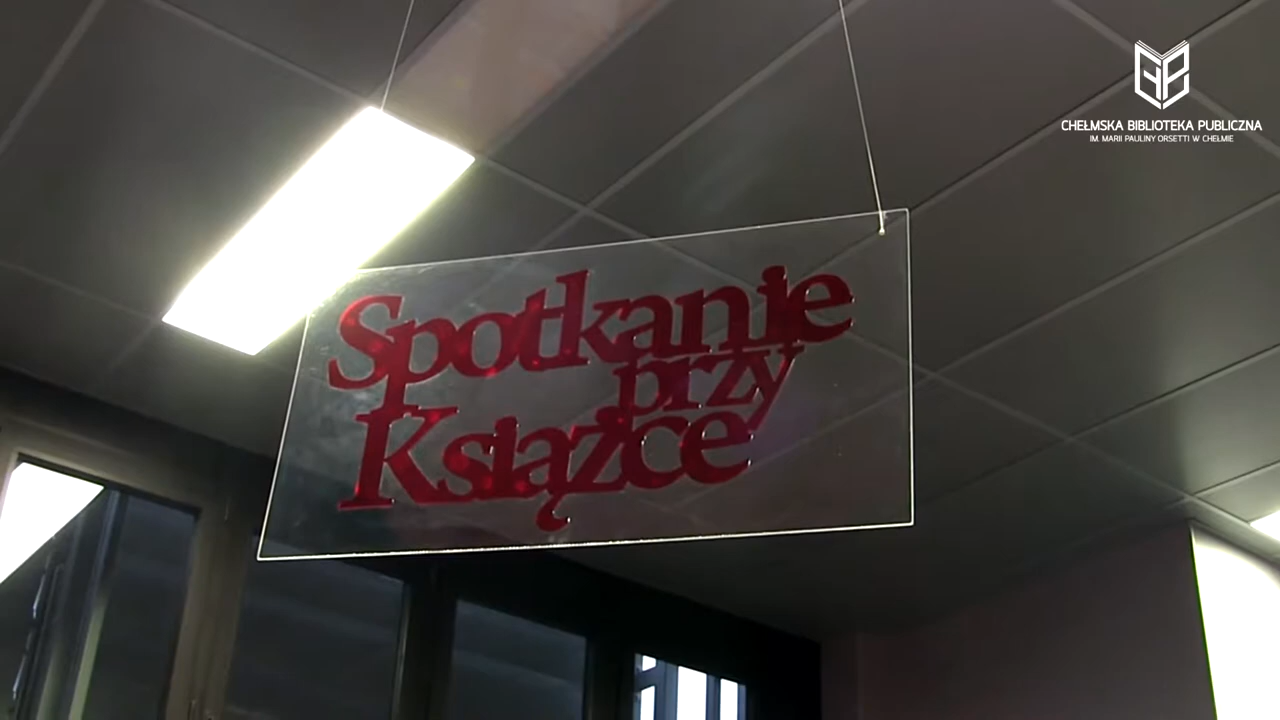 CHEŁMSKA BIBLIOTEKA PUBLICZNA
IM. MARII PAULINY ORSETTI W CHEŁMIE
Spotkanie
przy
Książce